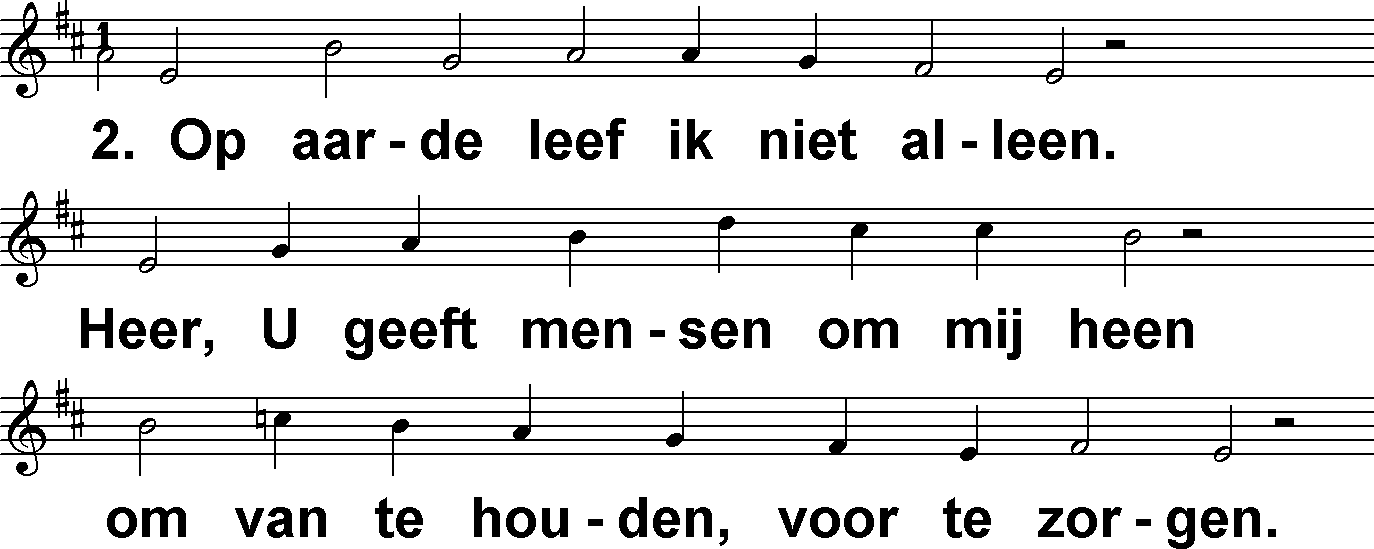 1
2. Op aar - de leef ik niet al - leen.
Heer, U geeft men - sen om mij heen
om van te hou - den, voor te zor - gen.